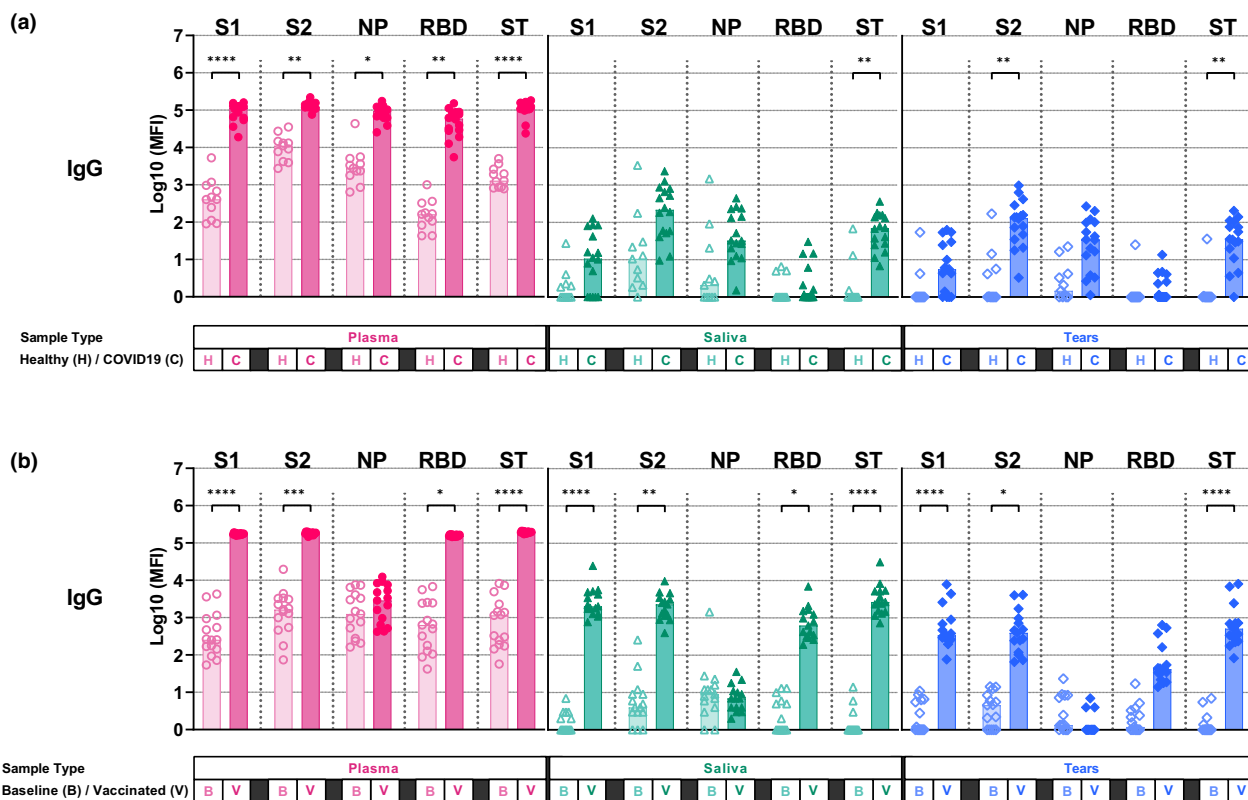 (a)
S1 S2 NP RBD ST S1 S2 NP RBD ST S1 S2 NP RBD ST
7
**** ** * ** **** ** ** **
6
5
IgG
Log10 (MFI)
4
3
2
1
0
Sample Type Plasma Saliva Tears
Healthy (H) / COVID19 (C) H C H C H C H C H C H C H C H C H C H C H C H C H C H C H C
(b)
S1 S2 NP RBD ST S1 S2 NP RBD ST S1 S2 NP RBD ST
7
**** *** * **** **** ** * **** **** * ****
6
5
IgG
Log10 (MFI)
4
3
2
1
0
Sample Type Plasma Saliva Tears
Baseline (B) / Vaccinated (V) B V B V B V B V B V B V B V B V B V B V B V B V B V B V B V